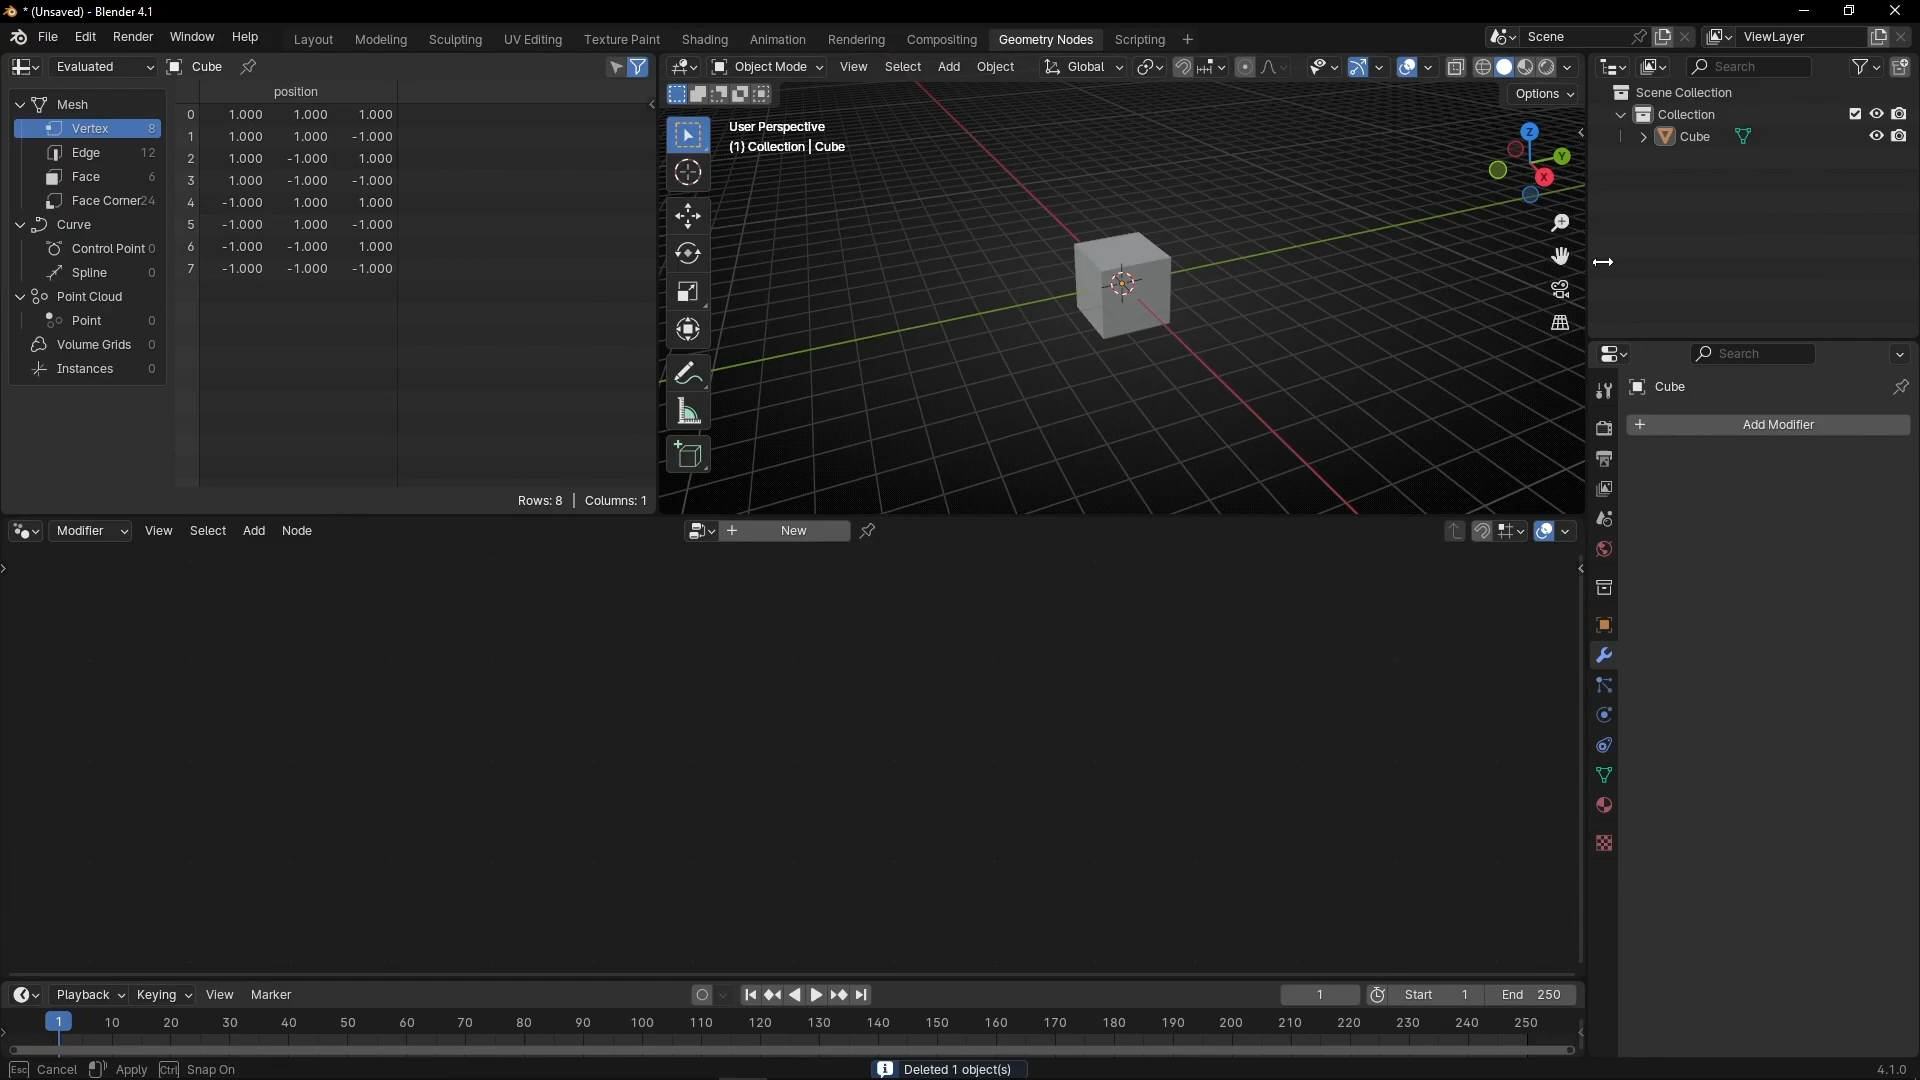 * (Unsaved) - Blender 4.1
File Edit Render Window Help Layout Modeling Sculpting UV Editing Texture Paint Shading Animation Rendering Compositing Geometry Nodes Scripting + Scene ViewLayer
Evaluated Cube Object Mode View Select Add Object Global Search
position
Options
Mesh
Vertex 8
Edge 12
Face 6
Face Corner 24
Curve
Control Point 0
Spline 0
Point Cloud
Point 0
Volume Grids 0
Instances 0
0 1.000 1.000 1.000
1 1.000 1.000 -1.000
2 1.000 -1.000 1.000
3 1.000 -1.000 -1.000
4 -1.000 1.000 1.000
5 -1.000 1.000 -1.000
6 -1.000 -1.000 1.000
7 -1.000 -1.000 -1.000
Rows: 8 | Columns: 1
User Perspective
(1) Collection | Cube
Z
Y
X
Scene Collection
Collection
Cube
Search
Cube
+ Add Modifier
Modifier View Select Add Node + New
Playback Keying View Marker 1 Start 1 End 250
1 10 20 30 40 50 60 70 80 90 100 110 120 130 140 150 160 170 180 190 200 210 220 230 240 250
Esc Cancel Apply Ctrl Snap On Deleted 1 object(s) 4.1.0